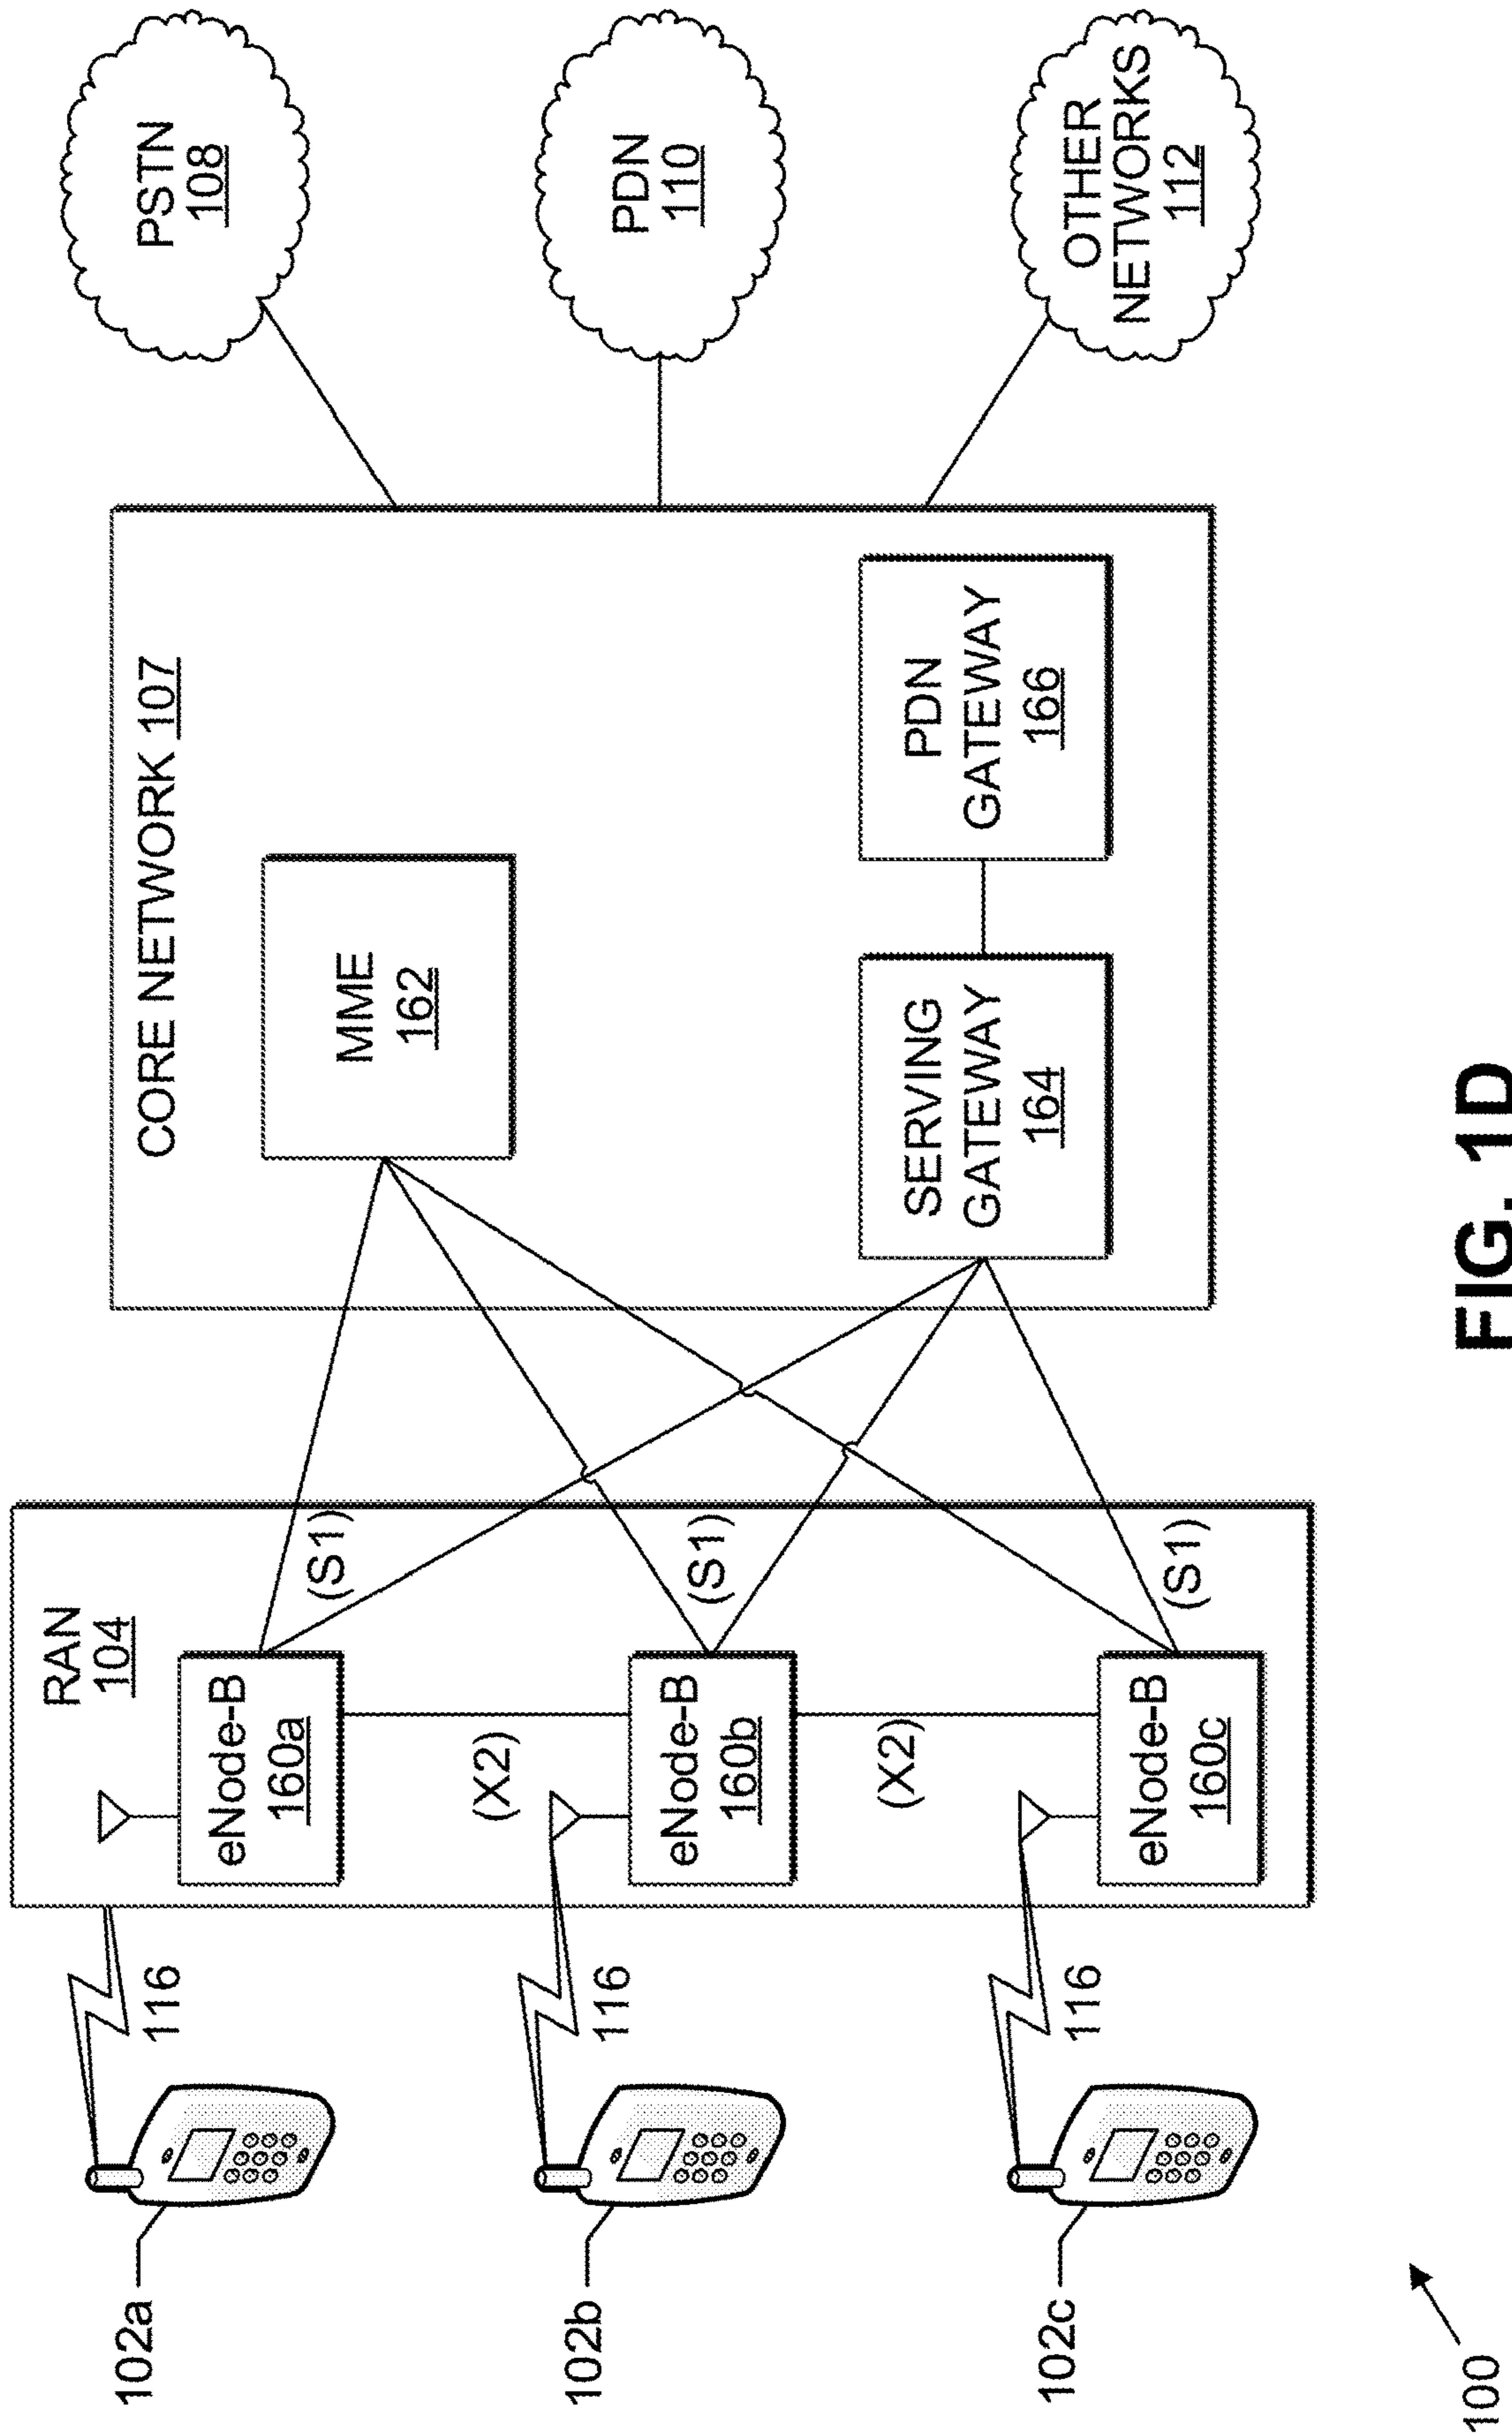 102a
116
RAN
104
eNode-B
160a
(S1)
(X2)
102b
116
eNode-B
160b
(S1)
(X2)
102c
116
eNode-B
160c
(S1)
CORE NETWORK 107
MME
162
SERVING
GATEWAY
164
PDN
GATEWAY
166
PSTN
108
PDN
110
OTHER
NETWORKS
112
100
FIG. 1D